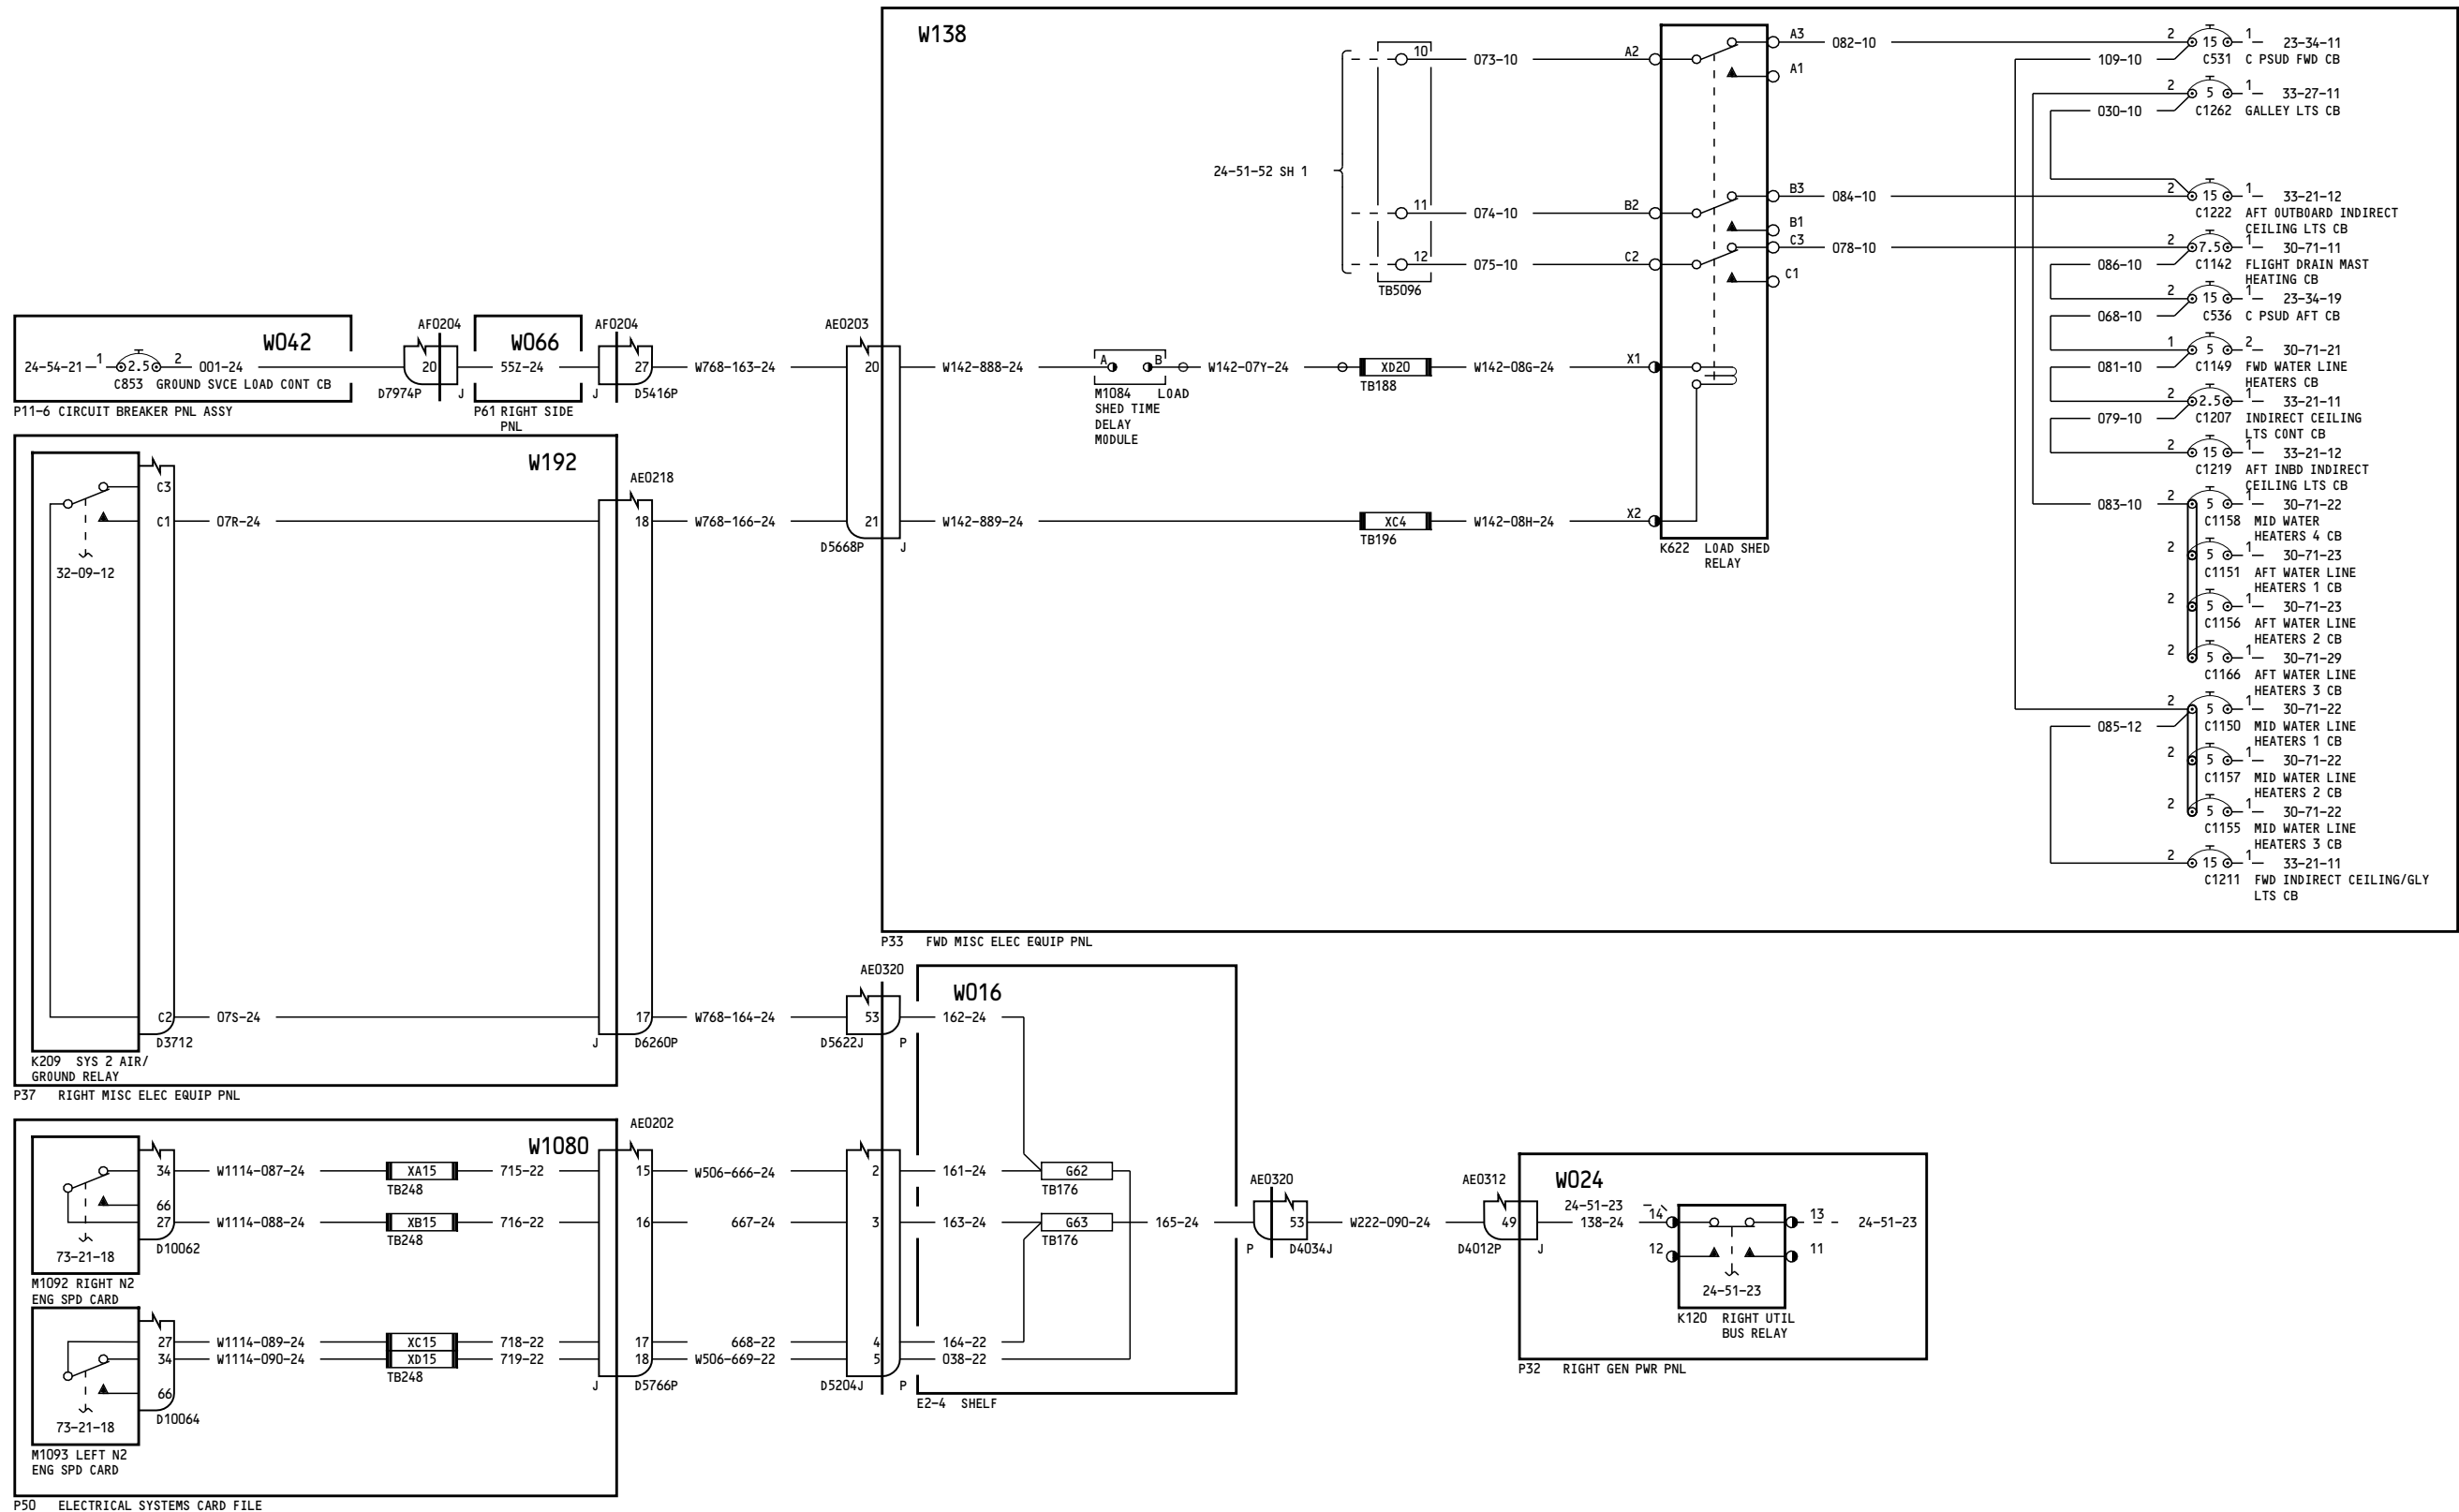 W138
24-51-52 SH 1
10
11
12
TB5096
073-10
074-10
075-10
A2
B2
C2
A3
A1
B3
B1
C3
C1
082-10
084-10
078-10
109-10
030-10
086-10
068-10
081-10
079-10
083-10
085-12
2 15 1 23-34-11
C531 C PSUD FWD CB
2 5 1 33-27-11
C1262 GALLEY LTS CB
2 15 1 33-21-12
C1222 AFT OUTBOARD INDIRECT
CEILING LTS CB
2 7.5 1 30-71-11
C1142 FLIGHT DRAIN MAST
HEATING CB
2 15 1 23-34-19
C536 C PSUD AFT CB
1 5 2 30-71-21
C1149 FWD WATER LINE
HEATERS CB
2 2.5 1 33-21-11
C1207 INDIRECT CEILING
LTS CONT CB
2 15 1 33-21-12
C1219 AFT INBD INDIRECT
CEILING LTS CB
2 5 1 30-71-22
C1158 MID WATER
HEATERS 4 CB
2 5 1 30-71-23
C1151 AFT WATER LINE
HEATERS 1 CB
2 5 1 30-71-23
C1156 AFT WATER LINE
HEATERS 2 CB
2 5 1 30-71-29
C1166 AFT WATER LINE
HEATERS 3 CB
2 5 1 30-71-22
C1150 MID WATER LINE
HEATERS 1 CB
2 5 1 30-71-22
C1157 MID WATER LINE
HEATERS 2 CB
2 5 1 30-71-22
C1155 MID WATER LINE
HEATERS 3 CB
2 15 1 33-21-11
C1211 FWD INDIRECT CEILING/GLY
LTS CB
W042
24-54-21 1 2.5 2 001-24
C853 GROUND SVCE LOAD CONT CB
P11-6 CIRCUIT BREAKER PNL ASSY
AF0204
20
D7974P J
W066
55Z-24
P61 RIGHT SIDE
PNL
AF0204
27
J D5416P
W768-163-24
AE0203
20
W142-888-24
A B
M1084 LOAD
SHED TIME
DELAY
MODULE
W142-07Y-24
XD20
TB188
W142-08G-24
X1
W768-166-24
21
D5668P J
W142-889-24
XC4
TB196
W142-08H-24
X2
K622 LOAD SHED
RELAY
P33 FWD MISC ELEC EQUIP PNL
W192
C3
C1
07R-24
32-09-12
C2
07S-24
D3712
K209 SYS 2 AIR/
GROUND RELAY
P37 RIGHT MISC ELEC EQUIP PNL
AE0218
18
17
J D6260P
W768-164-24
AE0320
53
D5622J P
W016
162-24
W1080
34
66
27
D10062
73-21-18
M1092 RIGHT N2
ENG SPD CARD
W1114-087-24
XA15
TB248
715-22
W1114-088-24
XB15
TB248
716-22
27
34
66
D10064
73-21-18
M1093 LEFT N2
ENG SPD CARD
W1114-089-24
XC15
718-22
W1114-090-24
XD15
TB248
719-22
P50 ELECTRICAL SYSTEMS CARD FILE
AE0202
15
16
17
18
J D5766P
W506-666-24
667-24
668-22
W506-669-22
2
3
4
5
D5204J P
161-24
163-24
164-22
038-22
G62
TB176
G63
TB176
165-24
E2-4 SHELF
AE0320
53
P D4034J
W222-090-24
AE0312
49
D4012P J
W024
24-51-23
138-24
14
12
13
11
24-51-23
24-51-23
K120 RIGHT UTIL
BUS RELAY
P32 RIGHT GEN PWR PNL